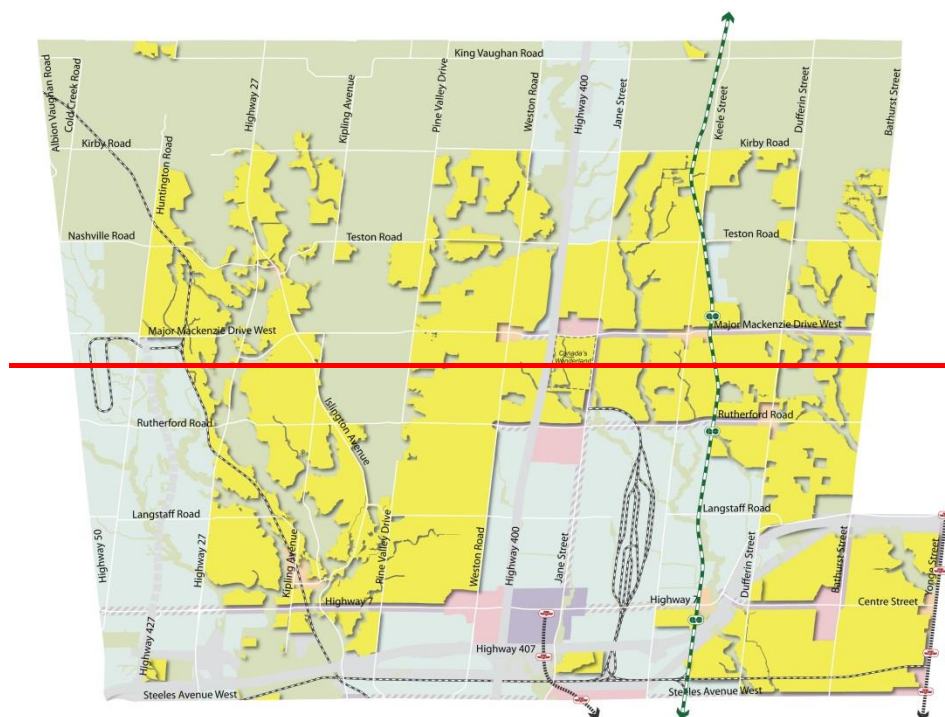 King Vaughan Road
Albion Vaughan Road
Cold Creek Road
Highway 27
Kipling Avenue
Pine Valley Drive
Weston Road
Highway 400
Jane Street
Keele Street
Dufferin Street
Bathurst Street
Kirby Road
Kirby Road
Huntington Road
Nashville Road
Teston Road
Teston Road
Major Mackenzie Drive West
Major Mackenzie Drive West
Canada's
Wonderland
Islington Avenue
Rutherford Road
Rutherford Road
Langstaff Road
Langstaff Road
Highway 50
Highway 27
Kipling Avenue
Pine Valley Drive
Weston Road
Highway 400
Jane Street
Dufferin Street
Bathurst Street
Yonge Street
Highway 7
Highway 7
Centre Street
Highway 427
Highway 407
Steeles Avenue West
Steeles Avenue West